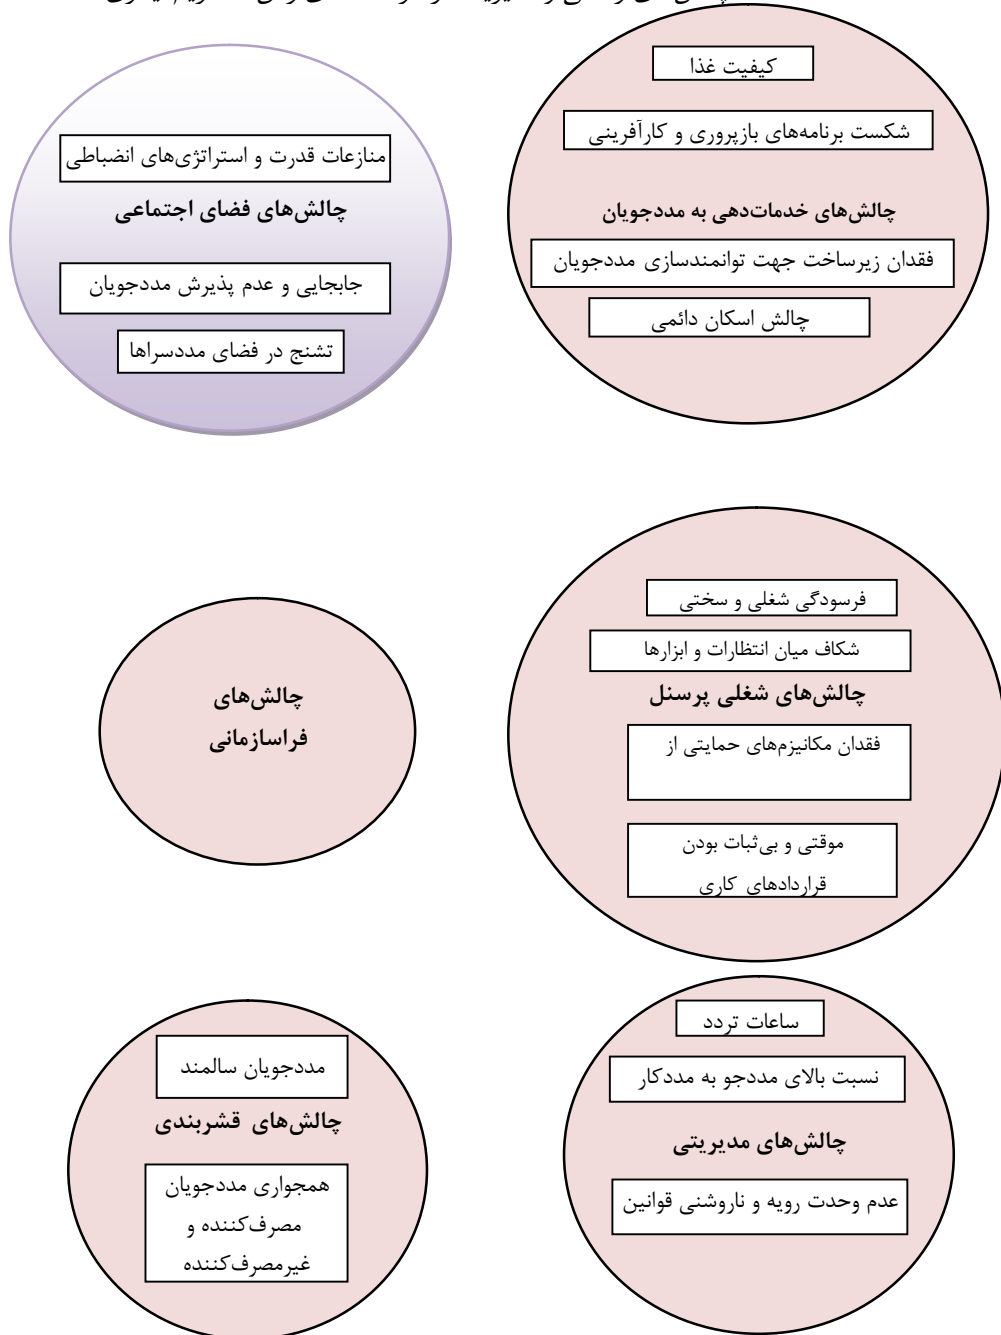 کیفیت غذا
شکست برنامه‌های بازپروری و کارآفرینی
چالش‌های خدمات‌دهی به مددجویان
فقدان زیرساخت جهت توانمندسازی مددجویان
چالش اسکان دائمی
منازعات قدرت و استراتژی‌های انضباطی
چالش‌های فضای اجتماعی
جابجایی و عدم پذیرش مددجویان
تشنج در فضای مددسراها
فرسودگی شغلی و سختی
شکاف میان انتظارات و ابزارها
چالش‌های شغلی پرسنل
فقدان مکانیزم‌های حمایتی از
موقتی و بی‌ثبات بودن
قراردادهای کاری
چالش‌های
فراسازمانی
ساعات تردد
نسبت بالای مددجو به مددکار
چالش‌های مدیریتی
عدم وحدت رویه و ناروشنی قوانین
مددجویان سالمند
چالش‌های قشربندی
همجواری مددجویان
مصرف‌کننده و
غیرمصرف‌کننده